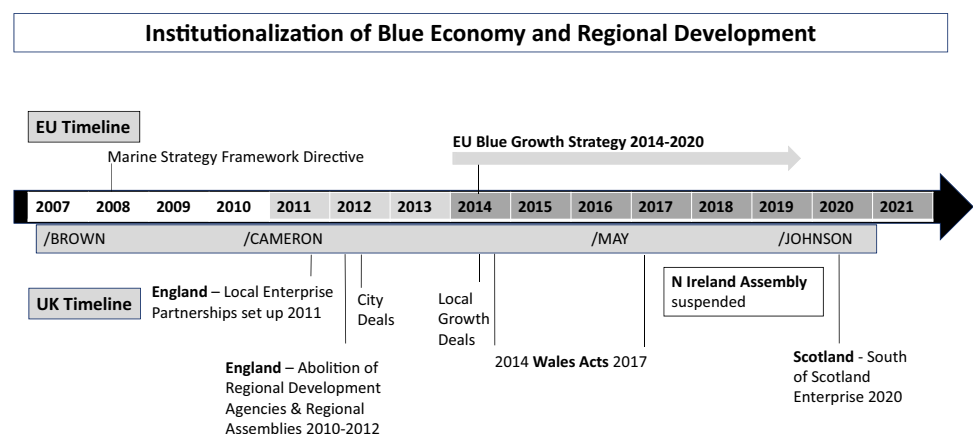 Institutionalization of Blue Economy and Regional Development
EU Timeline
Marine Strategy Framework Directive
EU Blue Growth Strategy 2014-2020
2007 2008 2009 2010 2011 2012 2013 2014 2015 2016 2017 2018 2019 2020 2021
/BROWN /CAMERON /MAY /JOHNSON
UK Timeline
England – Local Enterprise
Partnerships set up 2011
England – Abolition of
Regional Development
Agencies & Regional
Assemblies 2010-2012
City
Deals
Local
Growth
Deals
2014 Wales Acts 2017
N Ireland Assembly
suspended
Scotland - South
of Scotland
Enterprise 2020